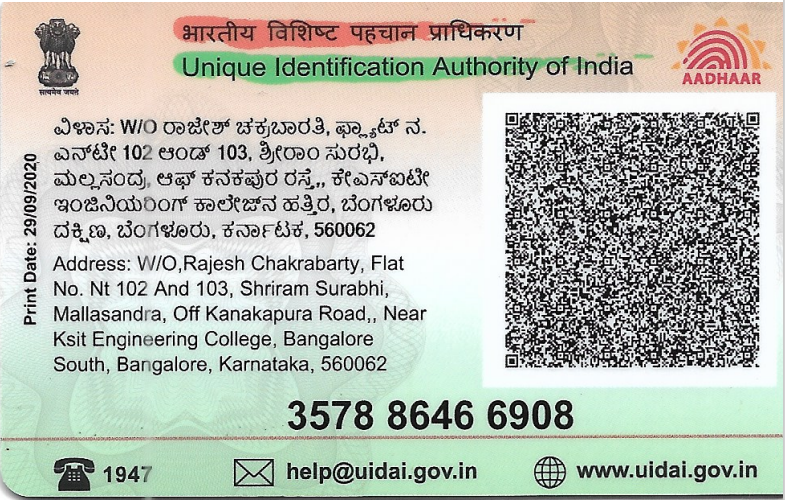 भारतीय विशिष्ट पहचान प्राधिकरण
Unique Identification Authority of India
सत्यमेव जयते
AADHAAR
ವಿಳಾಸ: W/O ರಾಜೇಶ್ ಚಕ್ರಬಾರತಿ, ಫ್ಲ್ಯಾಟ್ ನ.
ಎನ್‌ಟೀ 102 ಆಂಡ್ 103, ಶ್ರೀರಾಂ ಸುರಭಿ,
ಮಲ್ಲಸಂದ್ರ, ಆಫ್ ಕನಕಪುರ ರಸ್ತೆ,, ಕೇಎಸ್‌ಐಟೀ
ಇಂಜಿನಿಯರಿಂಗ್ ಕಾಲೇಜ್‌ನ ಹತ್ತಿರ, ಬೆಂಗಳೂರು
ದಕ್ಷಿಣ, ಬೆಂಗಳೂರು, ಕರ್ನಾಟಕ, 560062
Print Date: 29/09/2020
Address: W/O,Rajesh Chakrabarty, Flat
No. Nt 102 And 103, Shriram Surabhi,
Mallasandra, Off Kanakapura Road,, Near
Ksit Engineering College, Bangalore
South, Bangalore, Karnataka, 560062
3578 8646 6908
1947
help@uidai.gov.in
www.uidai.gov.in